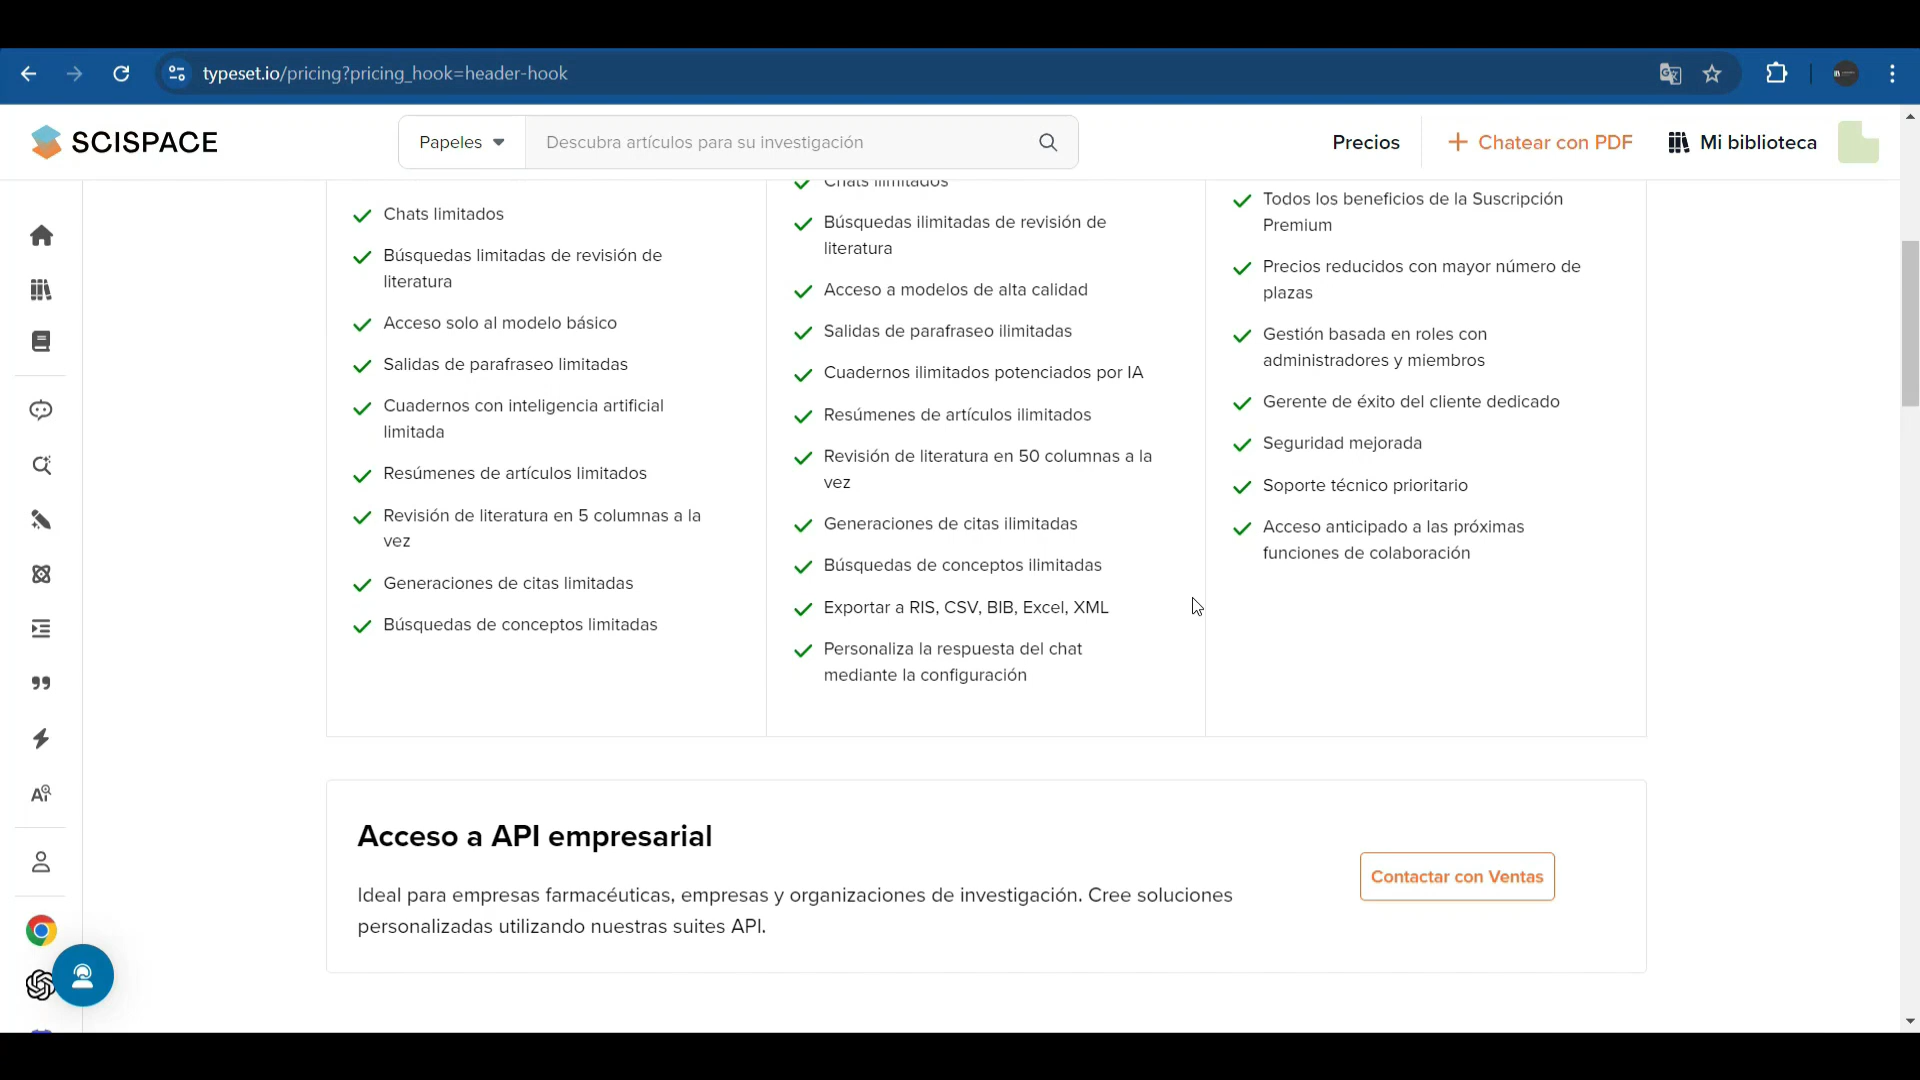 typeset.io/pricing?pricing_hook=header-hook
SCISPACE
Papeles
Descubra artículos para su investigación
Precios
+ Chatear con PDF
Mi biblioteca
Chats limitados
Búsquedas limitadas de revisión de
literatura
Acceso solo al modelo básico
Salidas de parafraseo limitadas
Cuadernos con inteligencia artificial
limitada
Resúmenes de artículos limitados
Revisión de literatura en 5 columnas a la
vez
Generaciones de citas limitadas
Búsquedas de conceptos limitadas
Chats ilimitados
Búsquedas ilimitadas de revisión de
literatura
Acceso a modelos de alta calidad
Salidas de parafraseo ilimitadas
Cuadernos ilimitados potenciados por IA
Resúmenes de artículos ilimitados
Revisión de literatura en 50 columnas a la
vez
Generaciones de citas ilimitadas
Búsquedas de conceptos ilimitadas
Exportar a RIS, CSV, BIB, Excel, XML
Personaliza la respuesta del chat
mediante la configuración
Todos los beneficios de la Suscripción
Premium
Precios reducidos con mayor número de
plazas
Gestión basada en roles con
administradores y miembros
Gerente de éxito del cliente dedicado
Seguridad mejorada
Soporte técnico prioritario
Acceso anticipado a las próximas
funciones de colaboración
Acceso a API empresarial
Ideal para empresas farmacéuticas, empresas y organizaciones de investigación. Cree soluciones
personalizadas utilizando nuestras suites API.
Contactar con Ventas